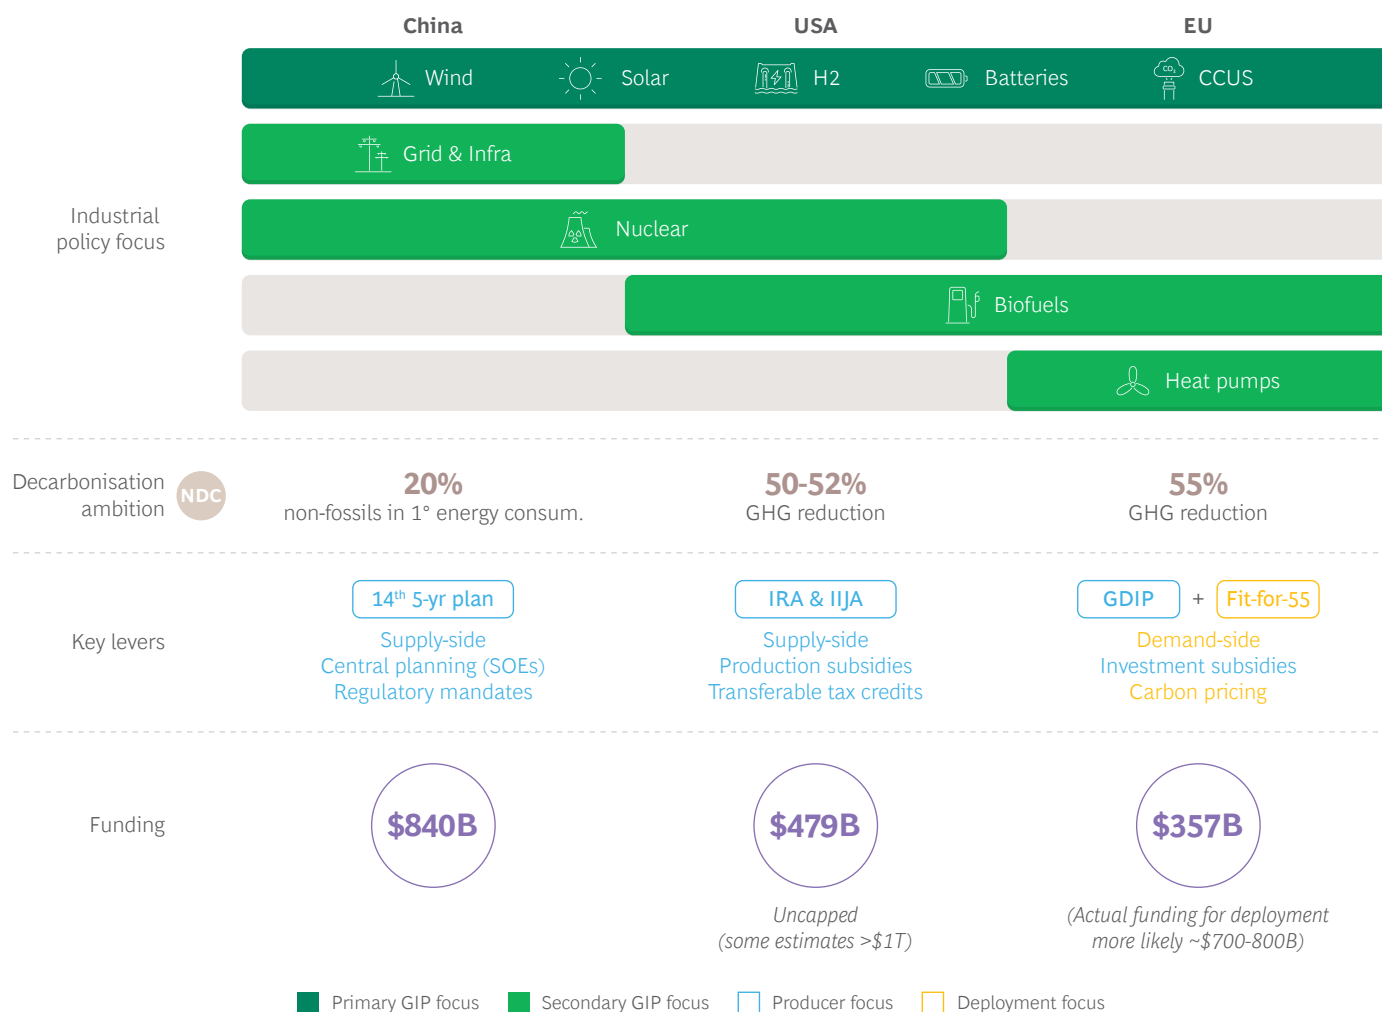 China
USA
EU
Wind
Solar
H2
Batteries
CO₂
CCUS
Grid & Infra
Industrial
policy focus
Nuclear
Biofuels
Heat pumps
Decarbonisation
ambition
NDC
20%
non-fossils in 1° energy consum.
50-52%
GHG reduction
55%
GHG reduction
Key levers
14th 5-yr plan
Supply-side
Central planning (SOEs)
Regulatory mandates
IRA & IIJA
Supply-side
Production subsidies
Transferable tax credits
GDIP + Fit-for-55
Demand-side
Investment subsidies
Carbon pricing
Funding
$840B
$479B
Uncapped
(some estimates >$1T)
$357B
(Actual funding for deployment
more likely ~$700-800B)
Primary GIP focus
Secondary GIP focus
Producer focus
Deployment focus